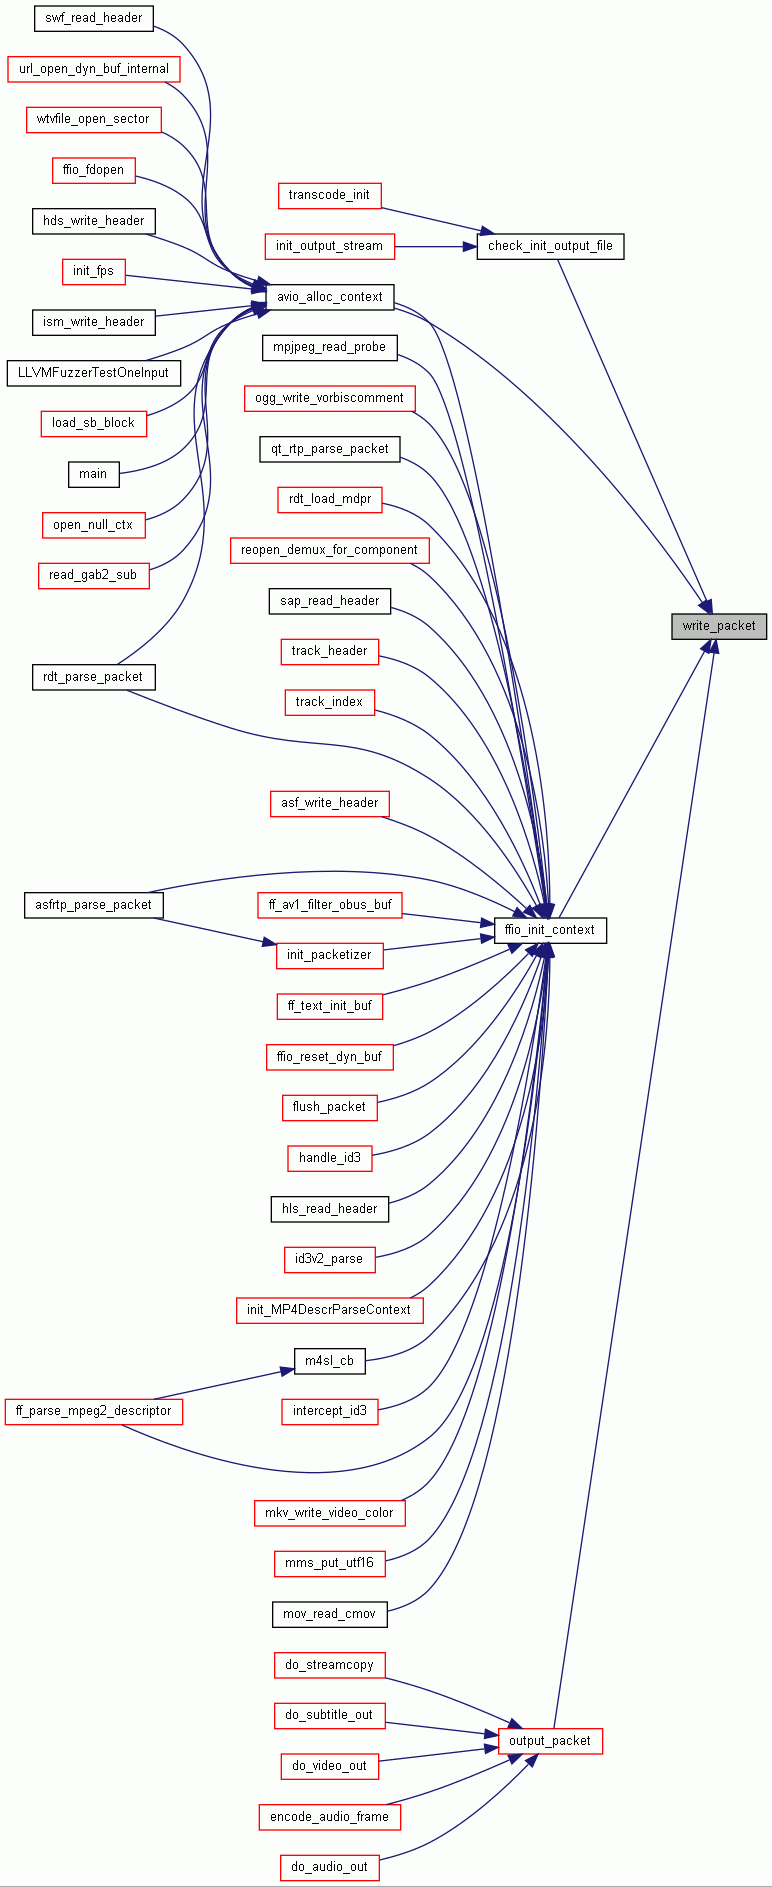 swf_read_header
url_open_dyn_buf_internal
wtvfile_open_sector
ffio_fdopen
transcode_init
hds_write_header
init_output_stream
check_init_output_file
init_fps
avio_alloc_context
ism_write_header
mpjpeg_read_probe
LLVMFuzzerTestOneInput
ogg_write_vorbiscomment
load_sb_block
qt_rtp_parse_packet
main
rdt_load_mdpr
open_null_ctx
reopen_demux_for_component
read_gab2_sub
sap_read_header
write_packet
track_header
rdt_parse_packet
track_index
asf_write_header
asfrtp_parse_packet
ff_av1_filter_obus_buf
ffio_init_context
init_packetizer
ff_text_init_buf
ffio_reset_dyn_buf
flush_packet
handle_id3
hls_read_header
id3v2_parse
init_MP4DescrParseContext
m4sl_cb
ff_parse_mpeg2_descriptor
intercept_id3
mkv_write_video_color
mms_put_utf16
mov_read_cmov
do_streamcopy
do_subtitle_out
output_packet
do_video_out
encode_audio_frame
do_audio_out